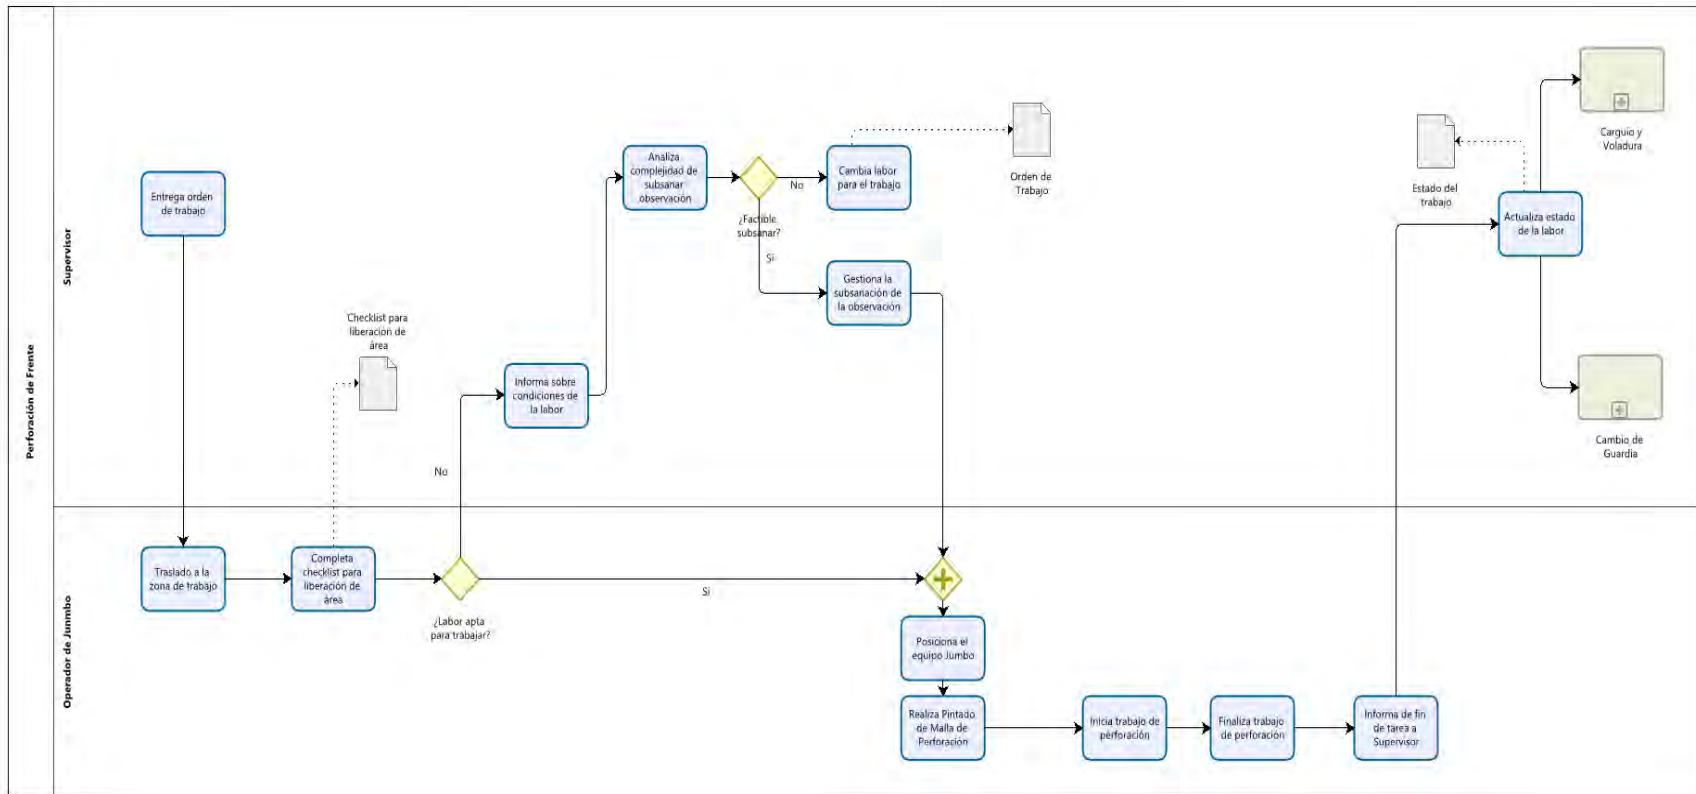 Perforación de Frente
Supervisor
Entrega orden
de trabajo
Checklist para
liberación de
área
Informa sobre
condiciones de
la labor
Analiza
complejidad de
subsanar
observación
¿Factible
subsanar?
No
Si
Cambia labor
para el trabajo
Orden de
Trabajo
Gestiona la
subsanación de
la observación
Estado del
trabajo
Actualiza estado
de la labor
Carguio y
Voladura
Cambio de
Guardia
No
Operador de Junmbo
Traslado a la
zona de trabajo
Completa
checklist para
liberación de
área
¿Labor apta
para trabajar?
Si
Posiciona el
equipo Jumbo
Realiza Pintado
de Malla de
Perforación
Inicia trabajo de
perforación
Finaliza trabajo
de perforación
Informa de fin
de tarea a
Supervisor